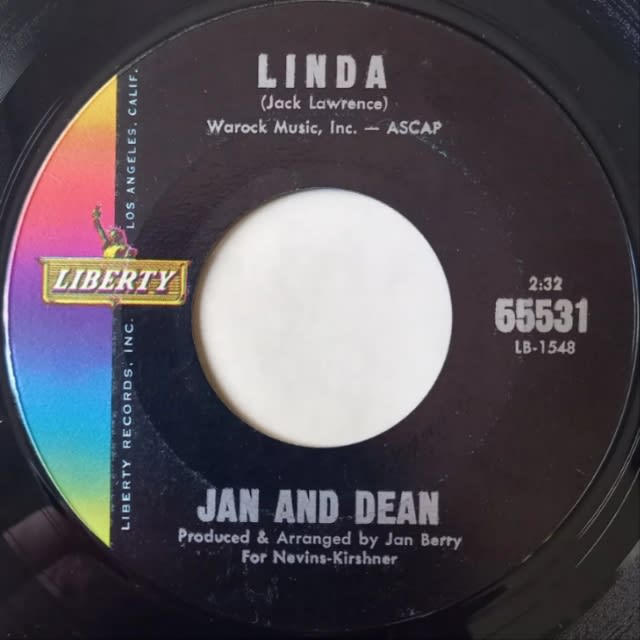 LINDA
(Jack Lawrence)
Warock Music, Inc. — ASCAP
LIBERTY RECORDS, INC. LOS ANGELES, CALIF.
LIBERTY
2:32
55531
LB-1548
JAN AND DEAN
Produced & Arranged by Jan Berry
For Nevins-Kirshner